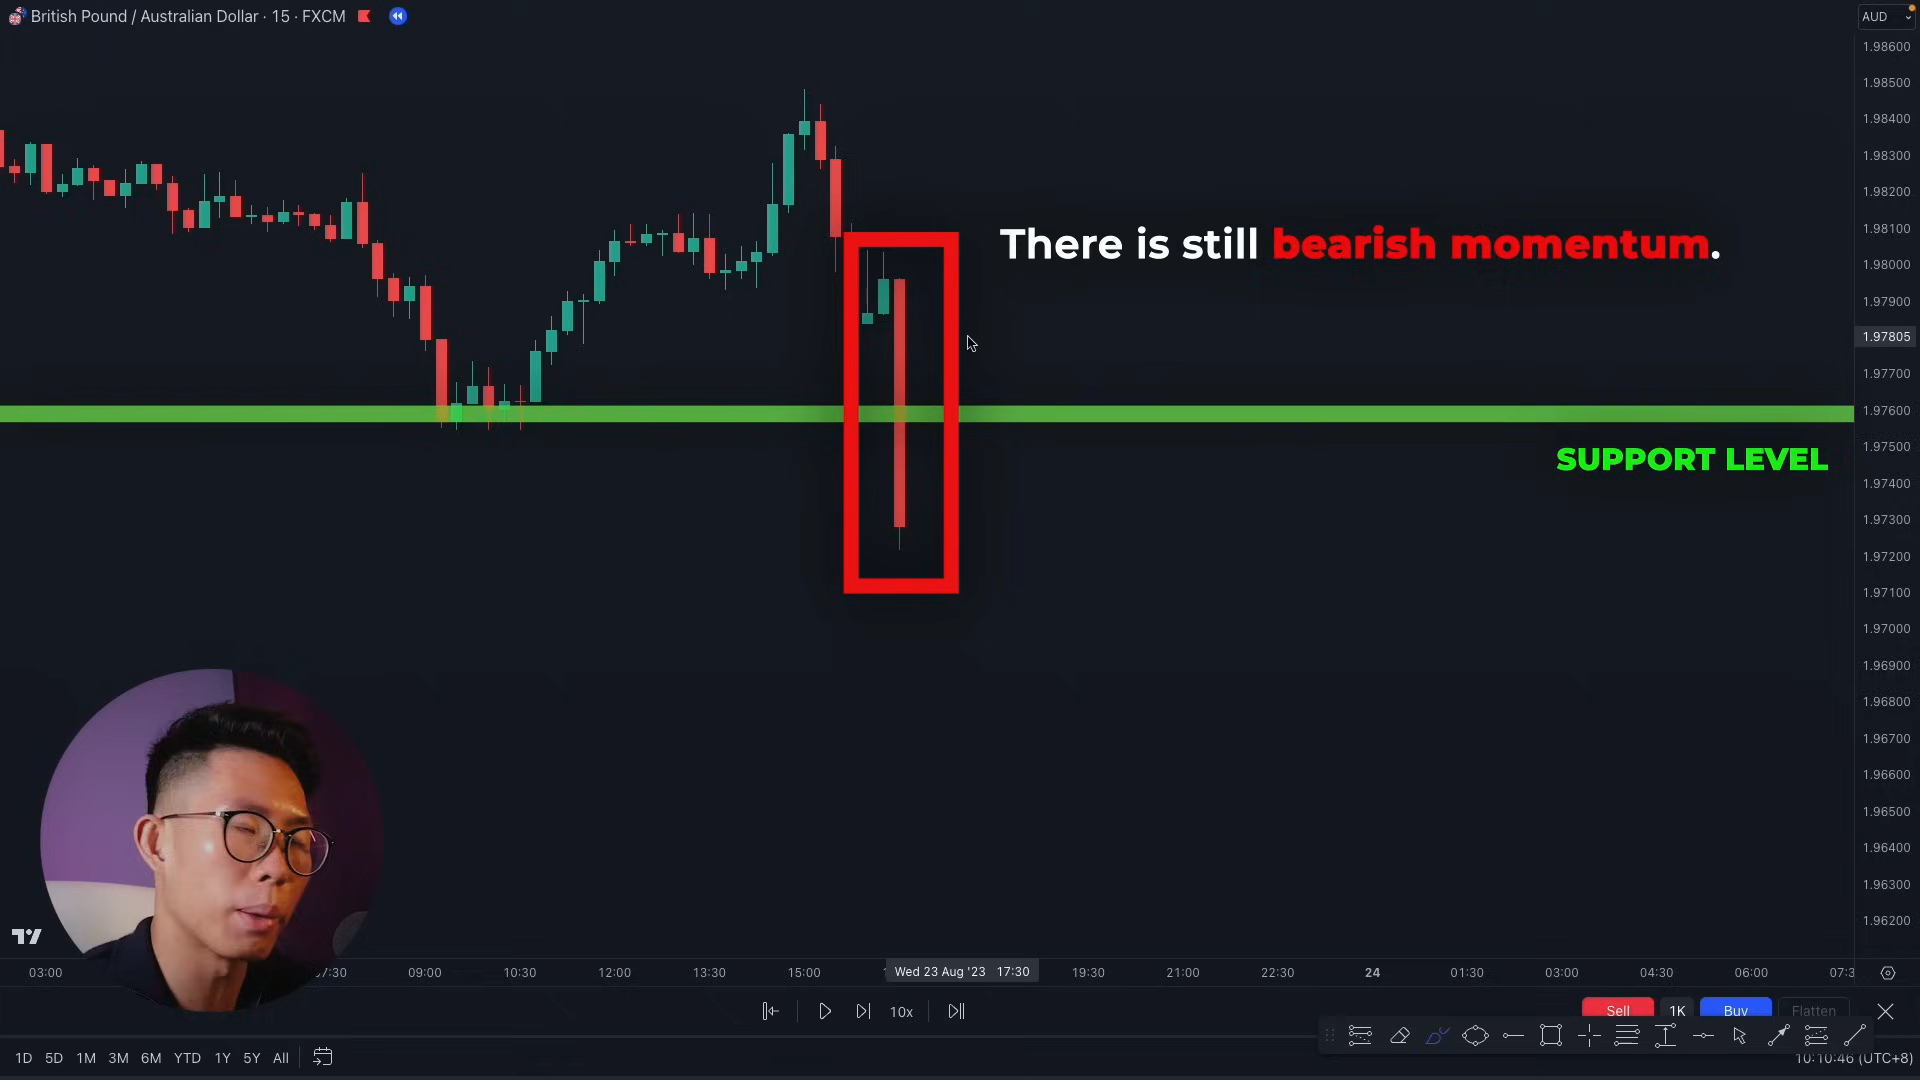 British Pound / Australian Dollar · 15 · FXCM
AUD
1.98600
1.98500
1.98400
1.98300
1.98200
1.98100
1.98000
1.97900
1.97805
1.97700
1.97600
1.97500
1.97400
1.97300
1.97200
1.97100
1.97000
1.96900
1.96800
1.96700
1.96600
1.96500
1.96400
1.96300
1.96200
There is still bearish momentum.
SUPPORT LEVEL
03:00 07:30 09:00 10:30 12:00 13:30 15:00 Wed 23 Aug '23 17:30 19:30 21:00 22:30 24 01:30 03:00 04:30 06:00 07:3
10x
Sell 1K Buy Flatten
1D 5D 1M 3M 6M YTD 1Y 5Y All
10:10:46 (UTC+8)